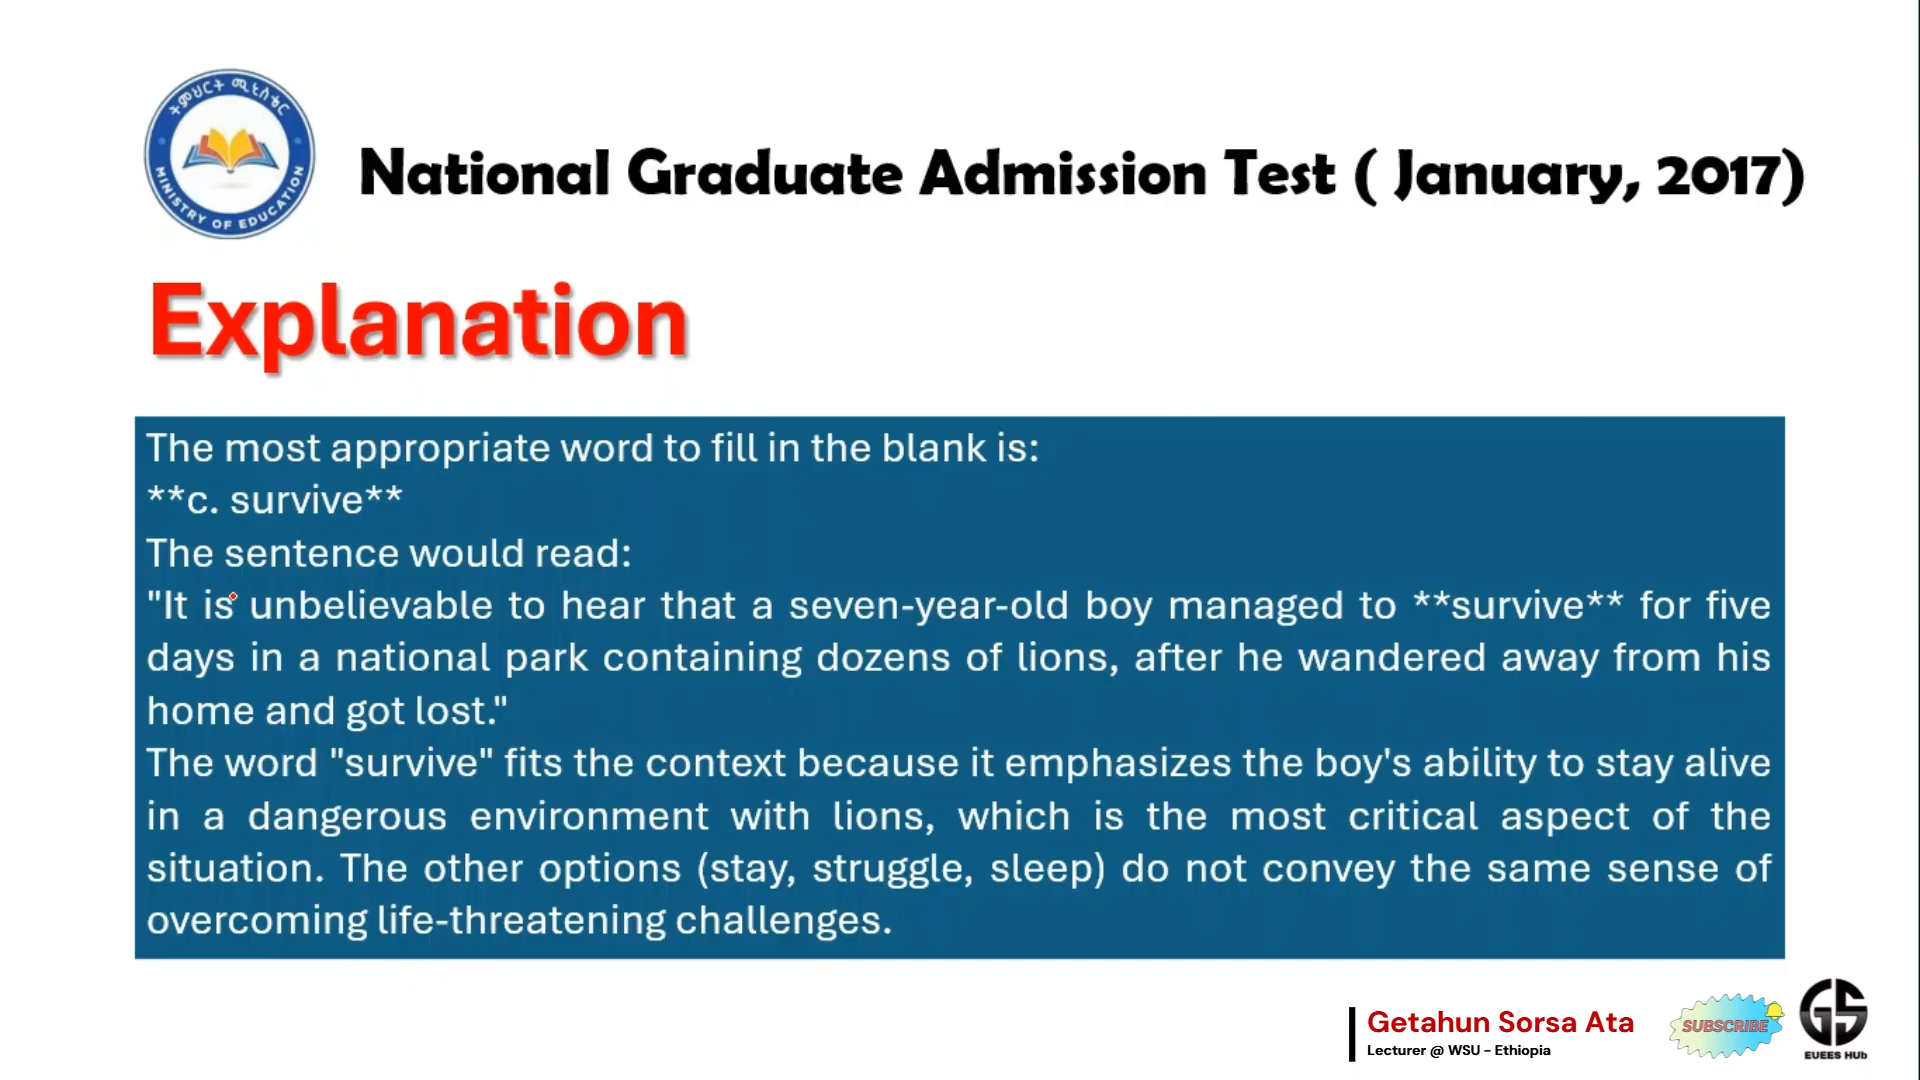 ትምህርት ሚኒስቴር
MINISTRY OF EDUCATION
National Graduate Admission Test ( January, 2017)
Explanation
The most appropriate word to fill in the blank is:
**c. survive**
The sentence would read:
"It is unbelievable to hear that a seven-year-old boy managed to **survive** for five
days in a national park containing dozens of lions, after he wandered away from his
home and got lost."
The word "survive" fits the context because it emphasizes the boy's ability to stay alive
in a dangerous environment with lions, which is the most critical aspect of the
situation. The other options (stay, struggle, sleep) do not convey the same sense of
overcoming life-threatening challenges.
Getahun Sorsa Ata
Lecturer @ WSU - Ethiopia
SUBSCRIBE
GS
EUEES HUb